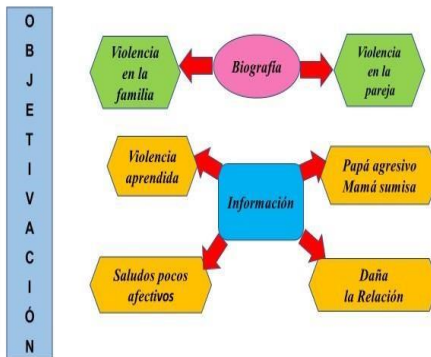 OBJETIVACIÓN
Violencia
en la
familia
Biografía
Violencia
en la
pareja
Violencia
aprendida
Papá agresivo
Mamá sumisa
Información
Saludos pocos
afectivos
Daña
la Relación